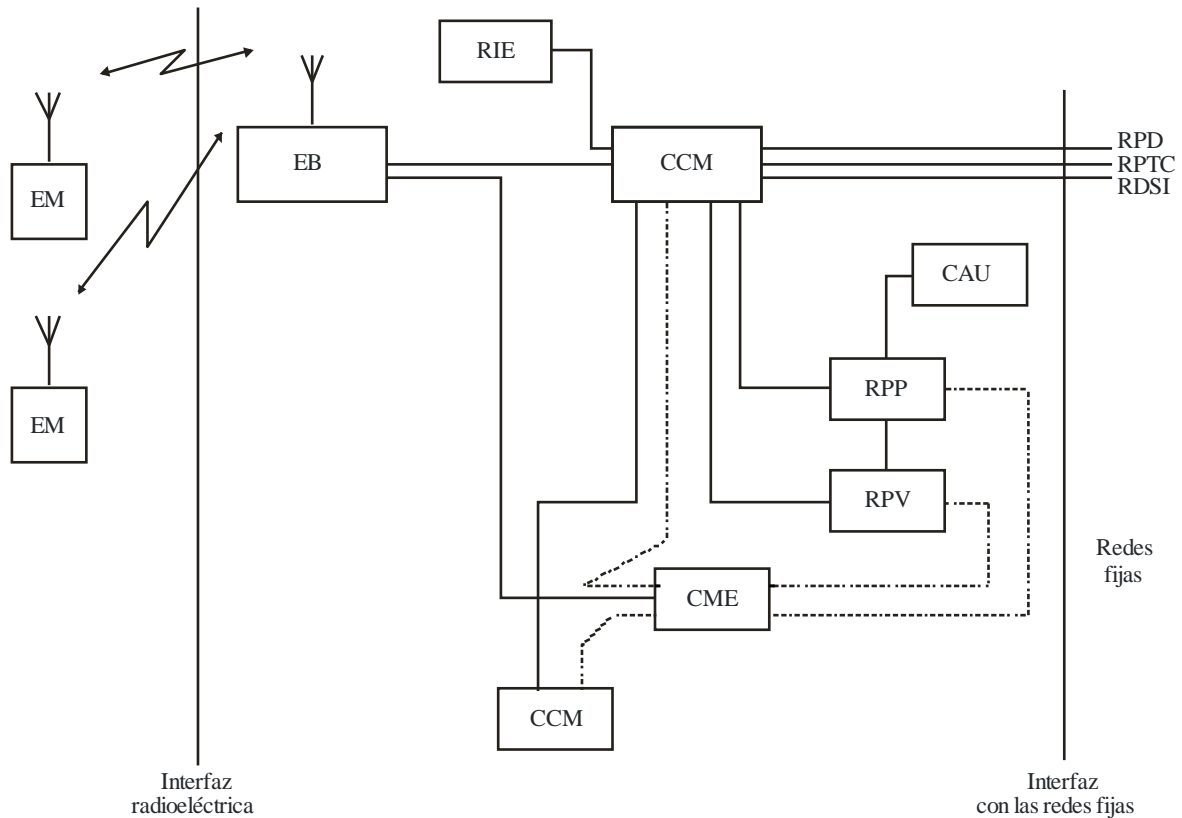 RIE
RPD
CCM
RPTC
EB
RDSI
EM
CAU
RPP
EM
RPV
Redes
fijas
CME
CCM
Interfaz
radioeléctrica
Interfaz
con las redes fijas